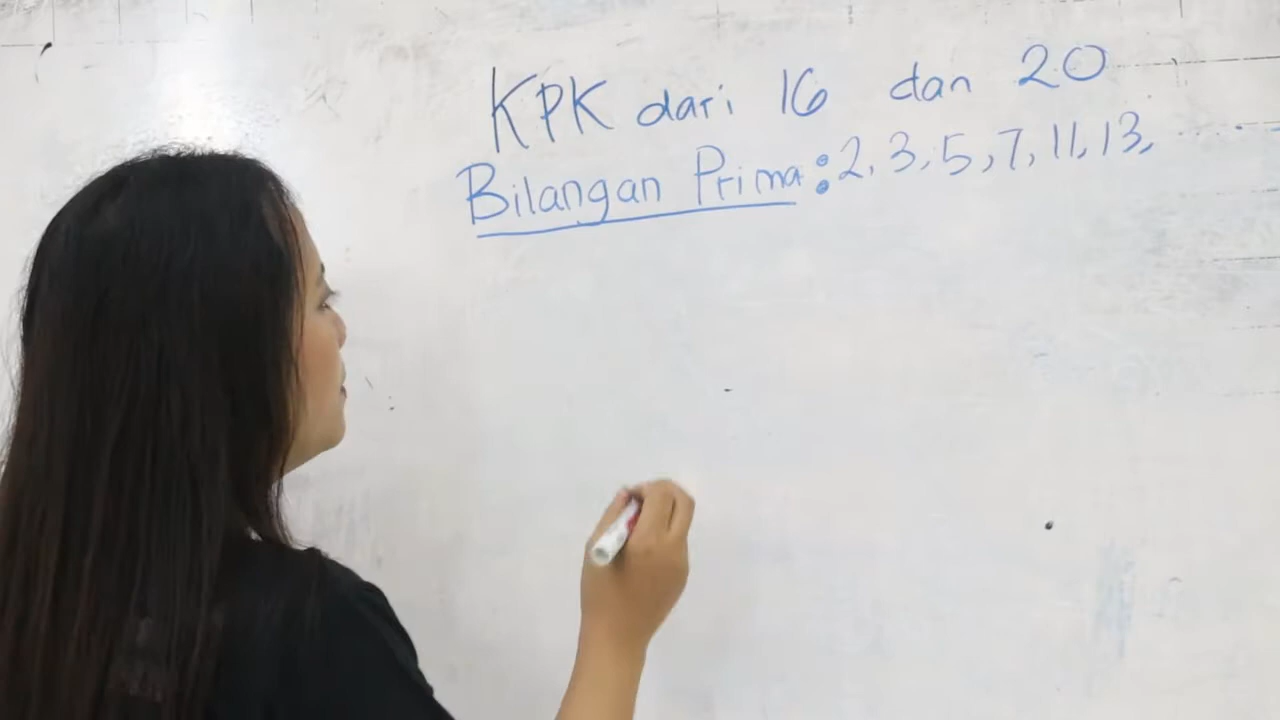 KPK dari 16 dan 20
Bilangan Prima : 2, 3, 5, 7, 11, 13, ......